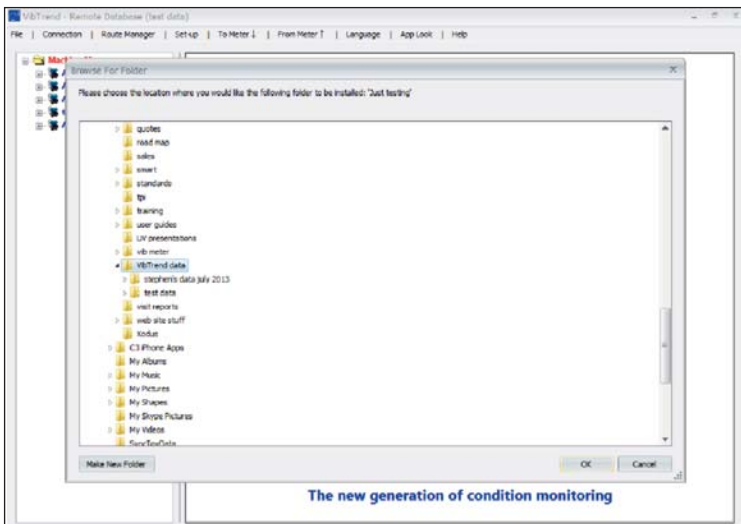 VibTrend - Remote Database (test data)
File | Connection | Route Manager | Set-up | To Meter ↓ | From Meter ↑ | Language | App Look | Help
Browse For Folder
Please choose the location where you would like the following folder to be installed: 'Just testing'
quotes
road map
sales
smart
standards
tpi
training
user guides
UV presentations
vib meter
VibTrend data
stephen's data july 2013
test data
visit reports
web site stuff
Xodus
C3 iPhone Apps
My Albums
My Music
My Pictures
My Shapes
My Skype Pictures
My Videos
Make New Folder
OK
Cancel
The new generation of condition monitoring